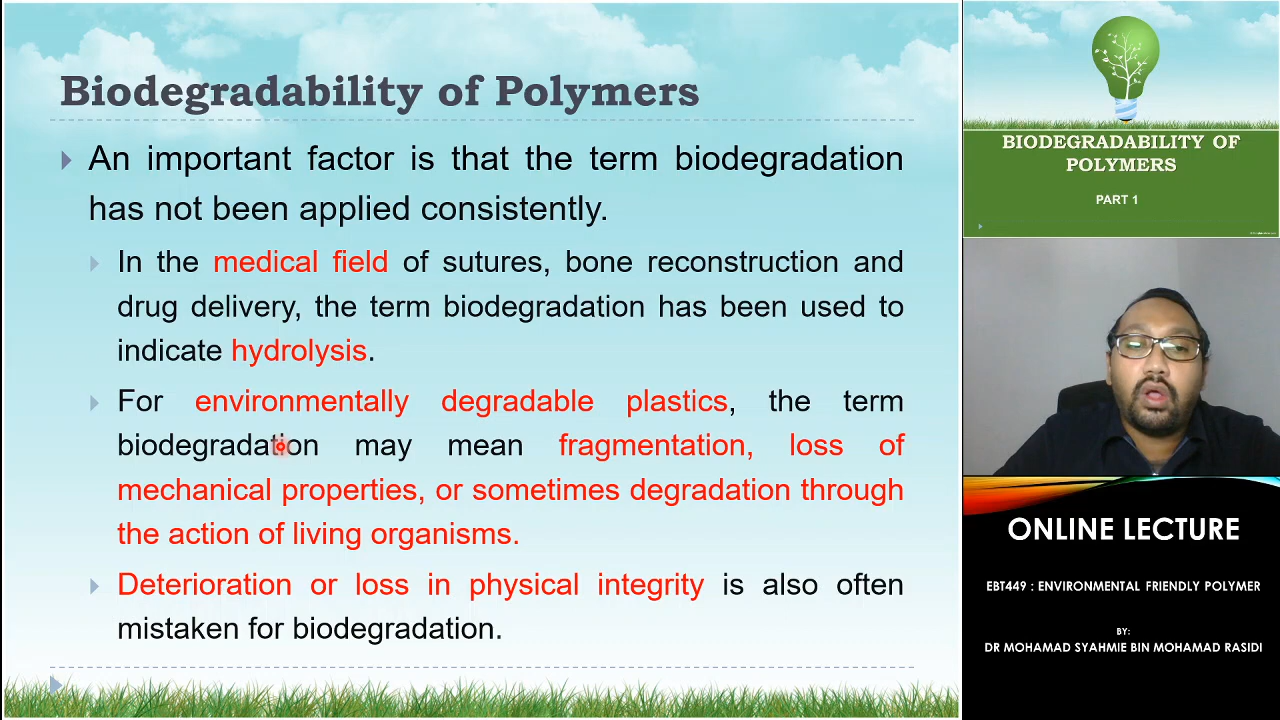 Biodegradability of Polymers
An important factor is that the term biodegradation
has not been applied consistently.
In the medical field of sutures, bone reconstruction and
drug delivery, the term biodegradation has been used to
indicate hydrolysis.
For environmentally degradable plastics, the term
biodegradation may mean fragmentation, loss of
mechanical properties, or sometimes degradation through
the action of living organisms.
Deterioration or loss in physical integrity is also often
mistaken for biodegradation.
BIODEGRADABILITY OF
POLYMERS
PART 1
ONLINE LECTURE
EBT449 : ENVIRONMENTAL FRIENDLY POLYMER
BY:
DR MOHAMAD SYAHMIE BIN MOHAMAD RASIDI